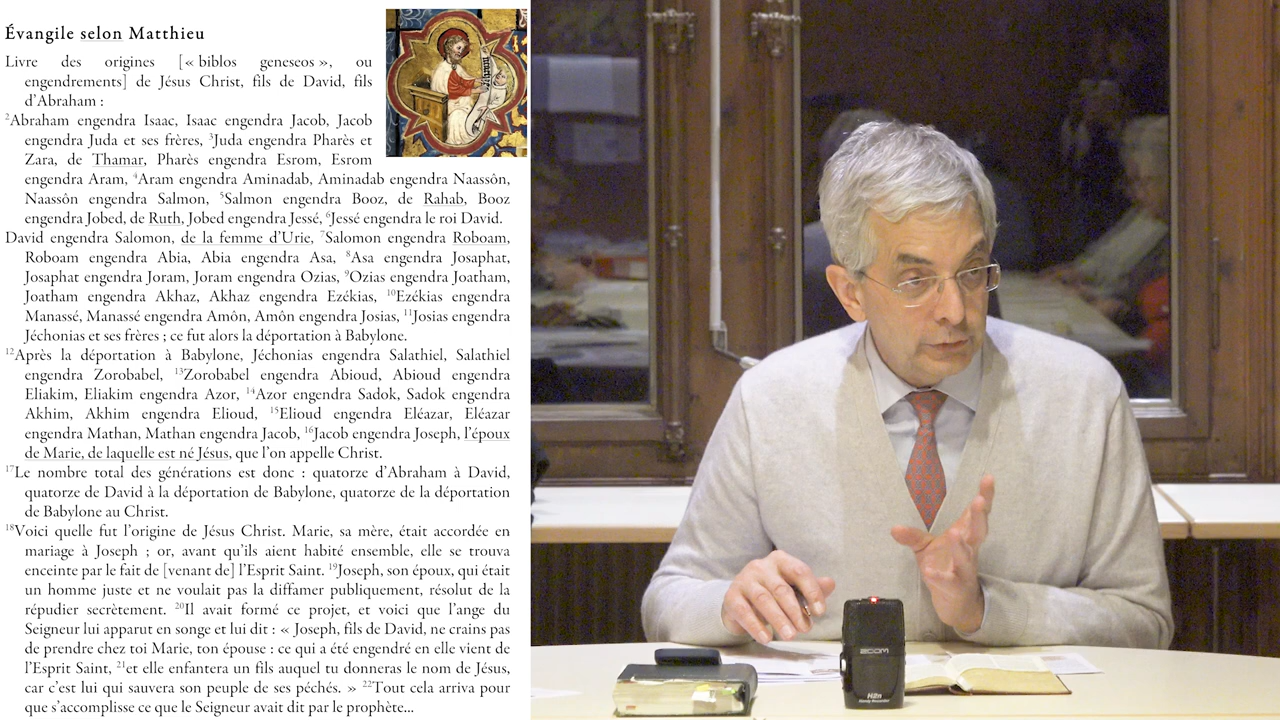 Évangile selon Matthieu
Livre des origines [« biblos geneseos », ou
engendrements] de Jésus Christ, fils de David, fils
d’Abraham :
²Abraham engendra Isaac, Isaac engendra Jacob, Jacob
engendra Juda et ses frères, ³Juda engendra Pharès et
Zara, de Thamar, Pharès engendra Esrom, Esrom
engendra Aram, ⁴Aram engendra Aminadab, Aminadab engendra Naassôn,
Naassôn engendra Salmon, ⁵Salmon engendra Booz, de Rahab, Booz
engendra Jobed, de Ruth, Jobed engendra Jessé, ⁶Jessé engendra le roi David.
David engendra Salomon, de la femme d’Urie, ⁷Salomon engendra Roboam,
Roboam engendra Abia, Abia engendra Asa, ⁸Asa engendra Josaphat,
Josaphat engendra Joram, Joram engendra Ozias, ⁹Ozias engendra Joatham,
Joatham engendra Akhaz, Akhaz engendra Ezékias, ¹⁰Ezékias engendra
Manassé, Manassé engendra Amôn, Amôn engendra Josias, ¹¹Josias engendra
Jéchonias et ses frères ; ce fut alors la déportation à Babylone.
¹²Après la déportation à Babylone, Jéchonias engendra Salathiel, Salathiel
engendra Zorobabel, ¹³Zorobabel engendra Abioud, Abioud engendra
Eliakim, Eliakim engendra Azor, ¹⁴Azor engendra Sadok, Sadok engendra
Akhim, Akhim engendra Elioud, ¹⁵Elioud engendra Eléazar, Eléazar
engendra Mathan, Mathan engendra Jacob, ¹⁶Jacob engendra Joseph, l’époux
de Marie, de laquelle est né Jésus, que l’on appelle Christ.
¹⁷Le nombre total des générations est donc : quatorze d’Abraham à David,
quatorze de David à la déportation de Babylone, quatorze de la déportation
de Babylone au Christ.
¹⁸Voici quelle fut l’origine de Jésus Christ. Marie, sa mère, était accordée en
mariage à Joseph ; or, avant qu’ils aient habité ensemble, elle se trouva
enceinte par le fait de [venant de] l’Esprit Saint. ¹⁹Joseph, son époux, qui était
un homme juste et ne voulait pas la diffamer publiquement, résolut de la
répudier secrètement. ²⁰Il avait formé ce projet, et voici que l’ange du
Seigneur lui apparut en songe et lui dit : « Joseph, fils de David, ne crains pas
de prendre chez toi Marie, ton épouse : ce qui a été engendré en elle vient de
l’Esprit Saint, ²¹et elle enfantera un fils auquel tu donneras le nom de Jésus,
car c’est lui qui sauvera son peuple de ses péchés. » ²²Tout cela arriva pour
s’accomplisse ce Seigneur avait dit par le prophète...
zoom
H1n
Handy Recorder